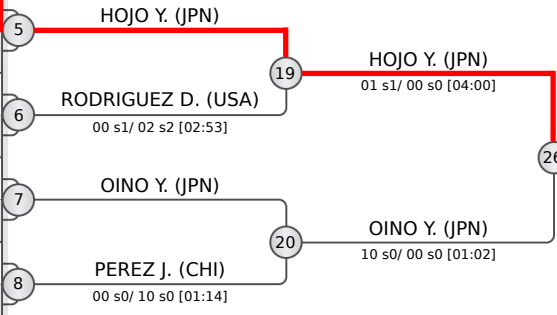 HOJO Y. (JPN)
5
19
HOJO Y. (JPN)
01 s1/ 00 s0 [04:00]
RODRIGUEZ D. (USA)
6
00 s1/ 02 s2 [02:53]
26
OINO Y. (JPN)
7
20
OINO Y. (JPN)
10 s0/ 00 s0 [01:02]
PEREZ J. (CHI)
8
00 s0/ 10 s0 [01:14]